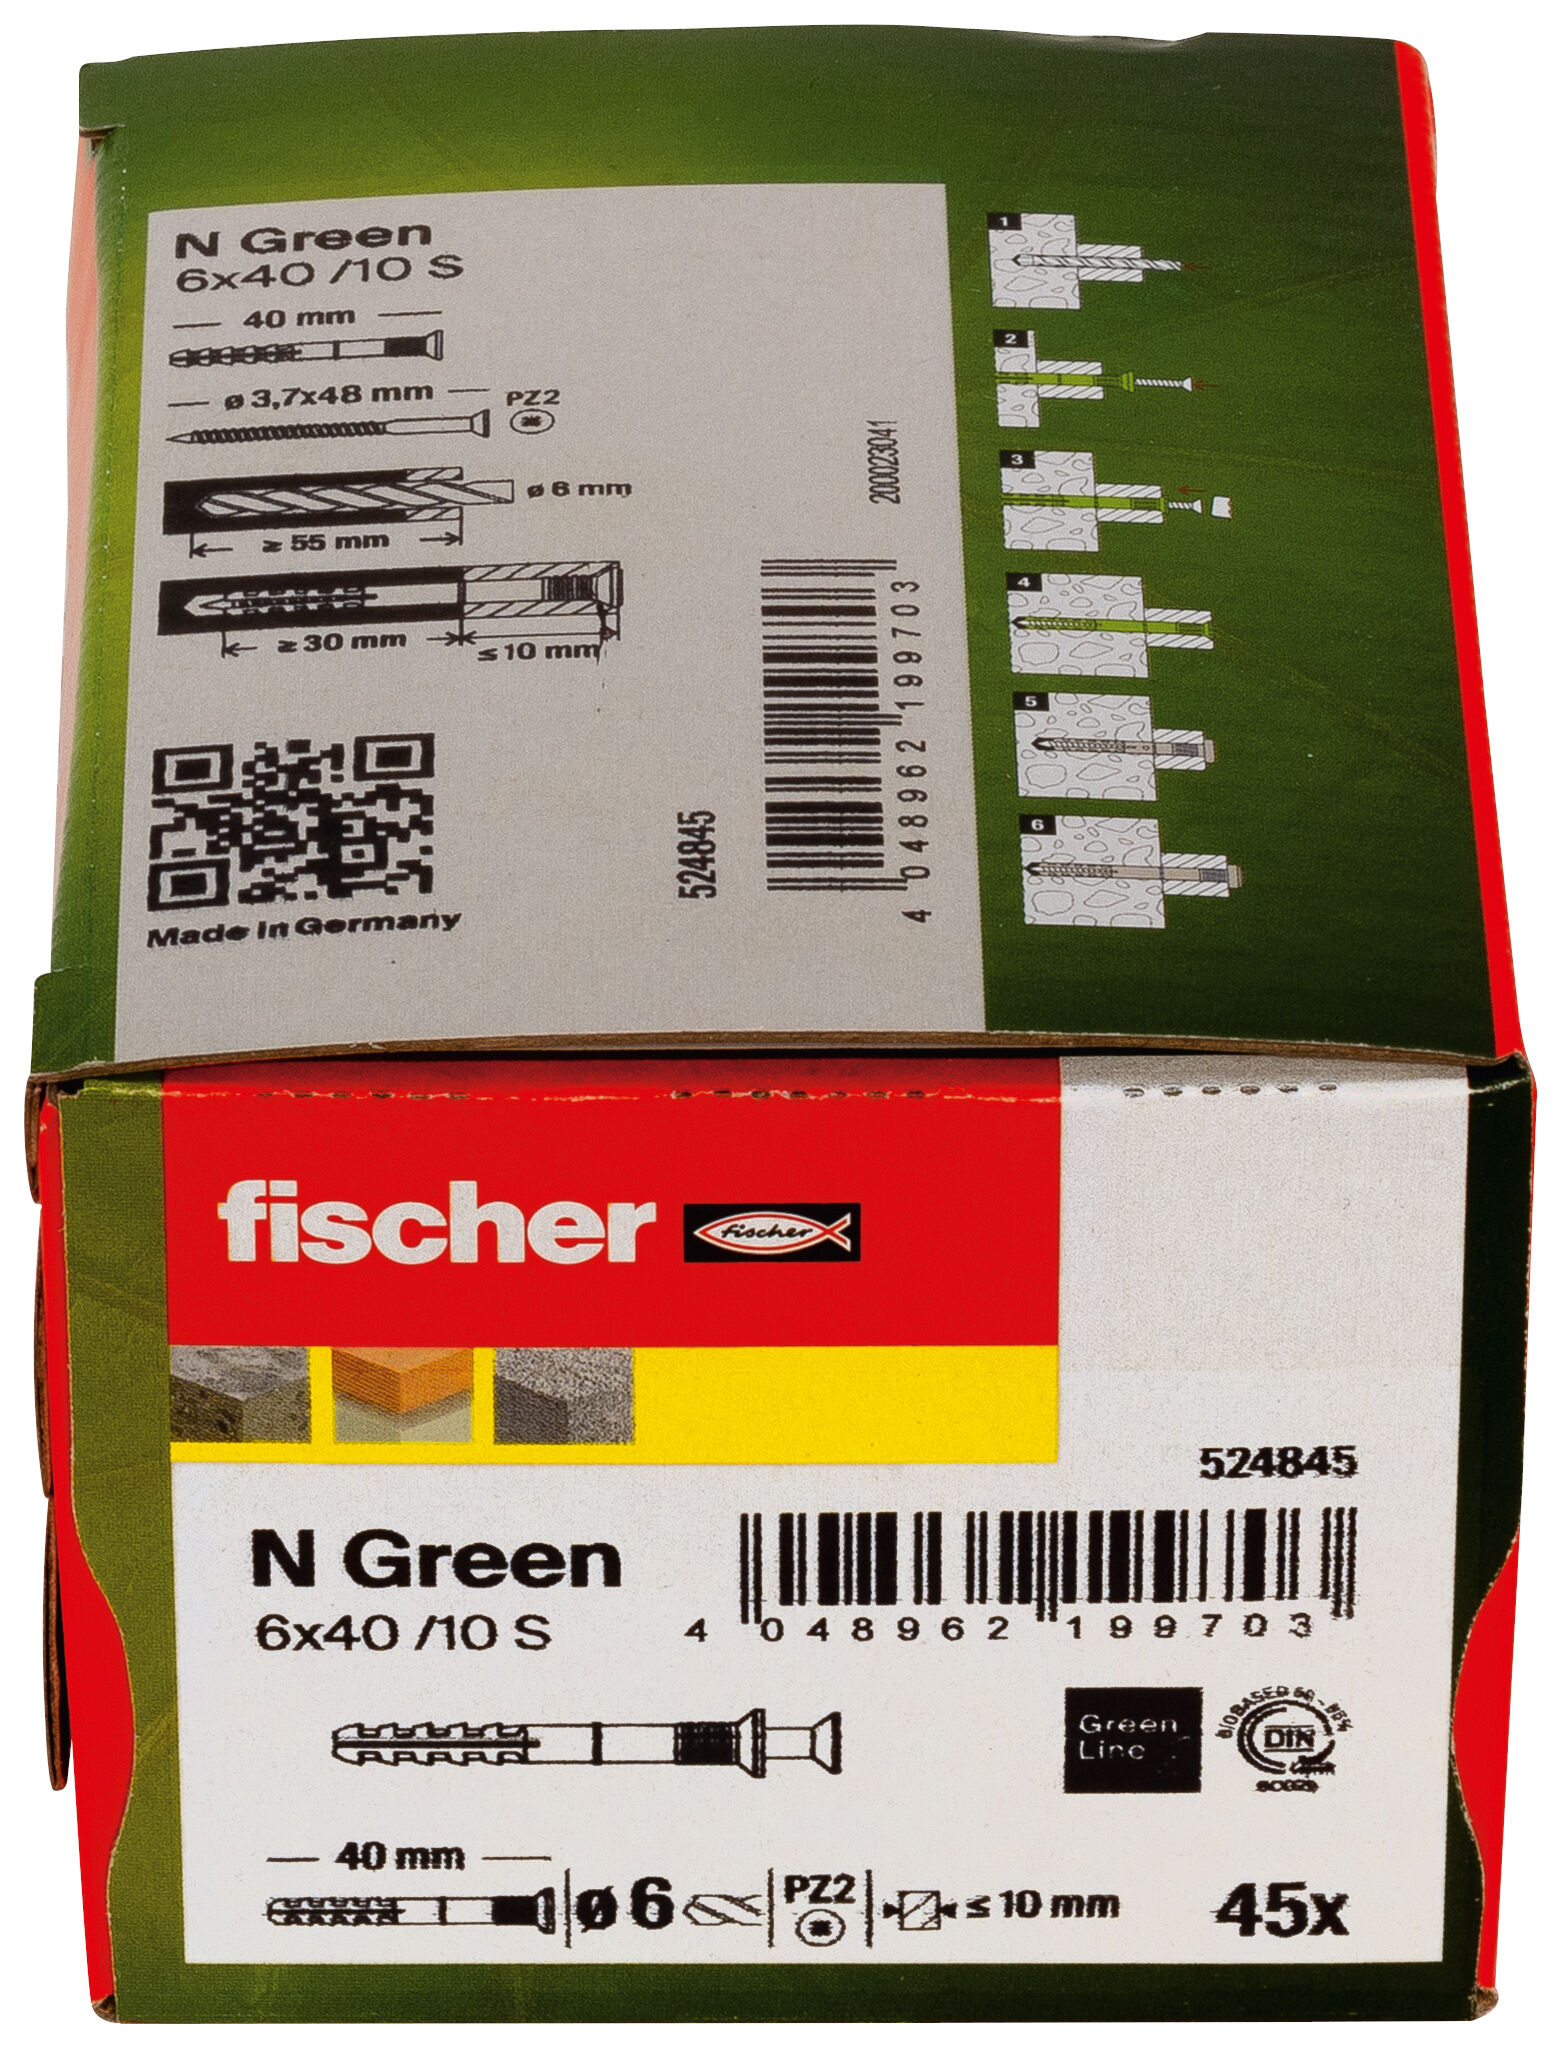 N Green
6x40 /10 S
40 mm
ø 3,7x48 mm
PZ2
ø 6 mm
≥ 55 mm
≥ 30 mm
≤ 10 mm
Made in Germany
524845
200023041
4 048962 199703
1
2
3
4
5
6
fischer
fischer
524845
N Green
6x40 /10 S
4 048962 199703
Green
Line
DIN
40 mm
ø 6
PZ2
≤ 10 mm
45x